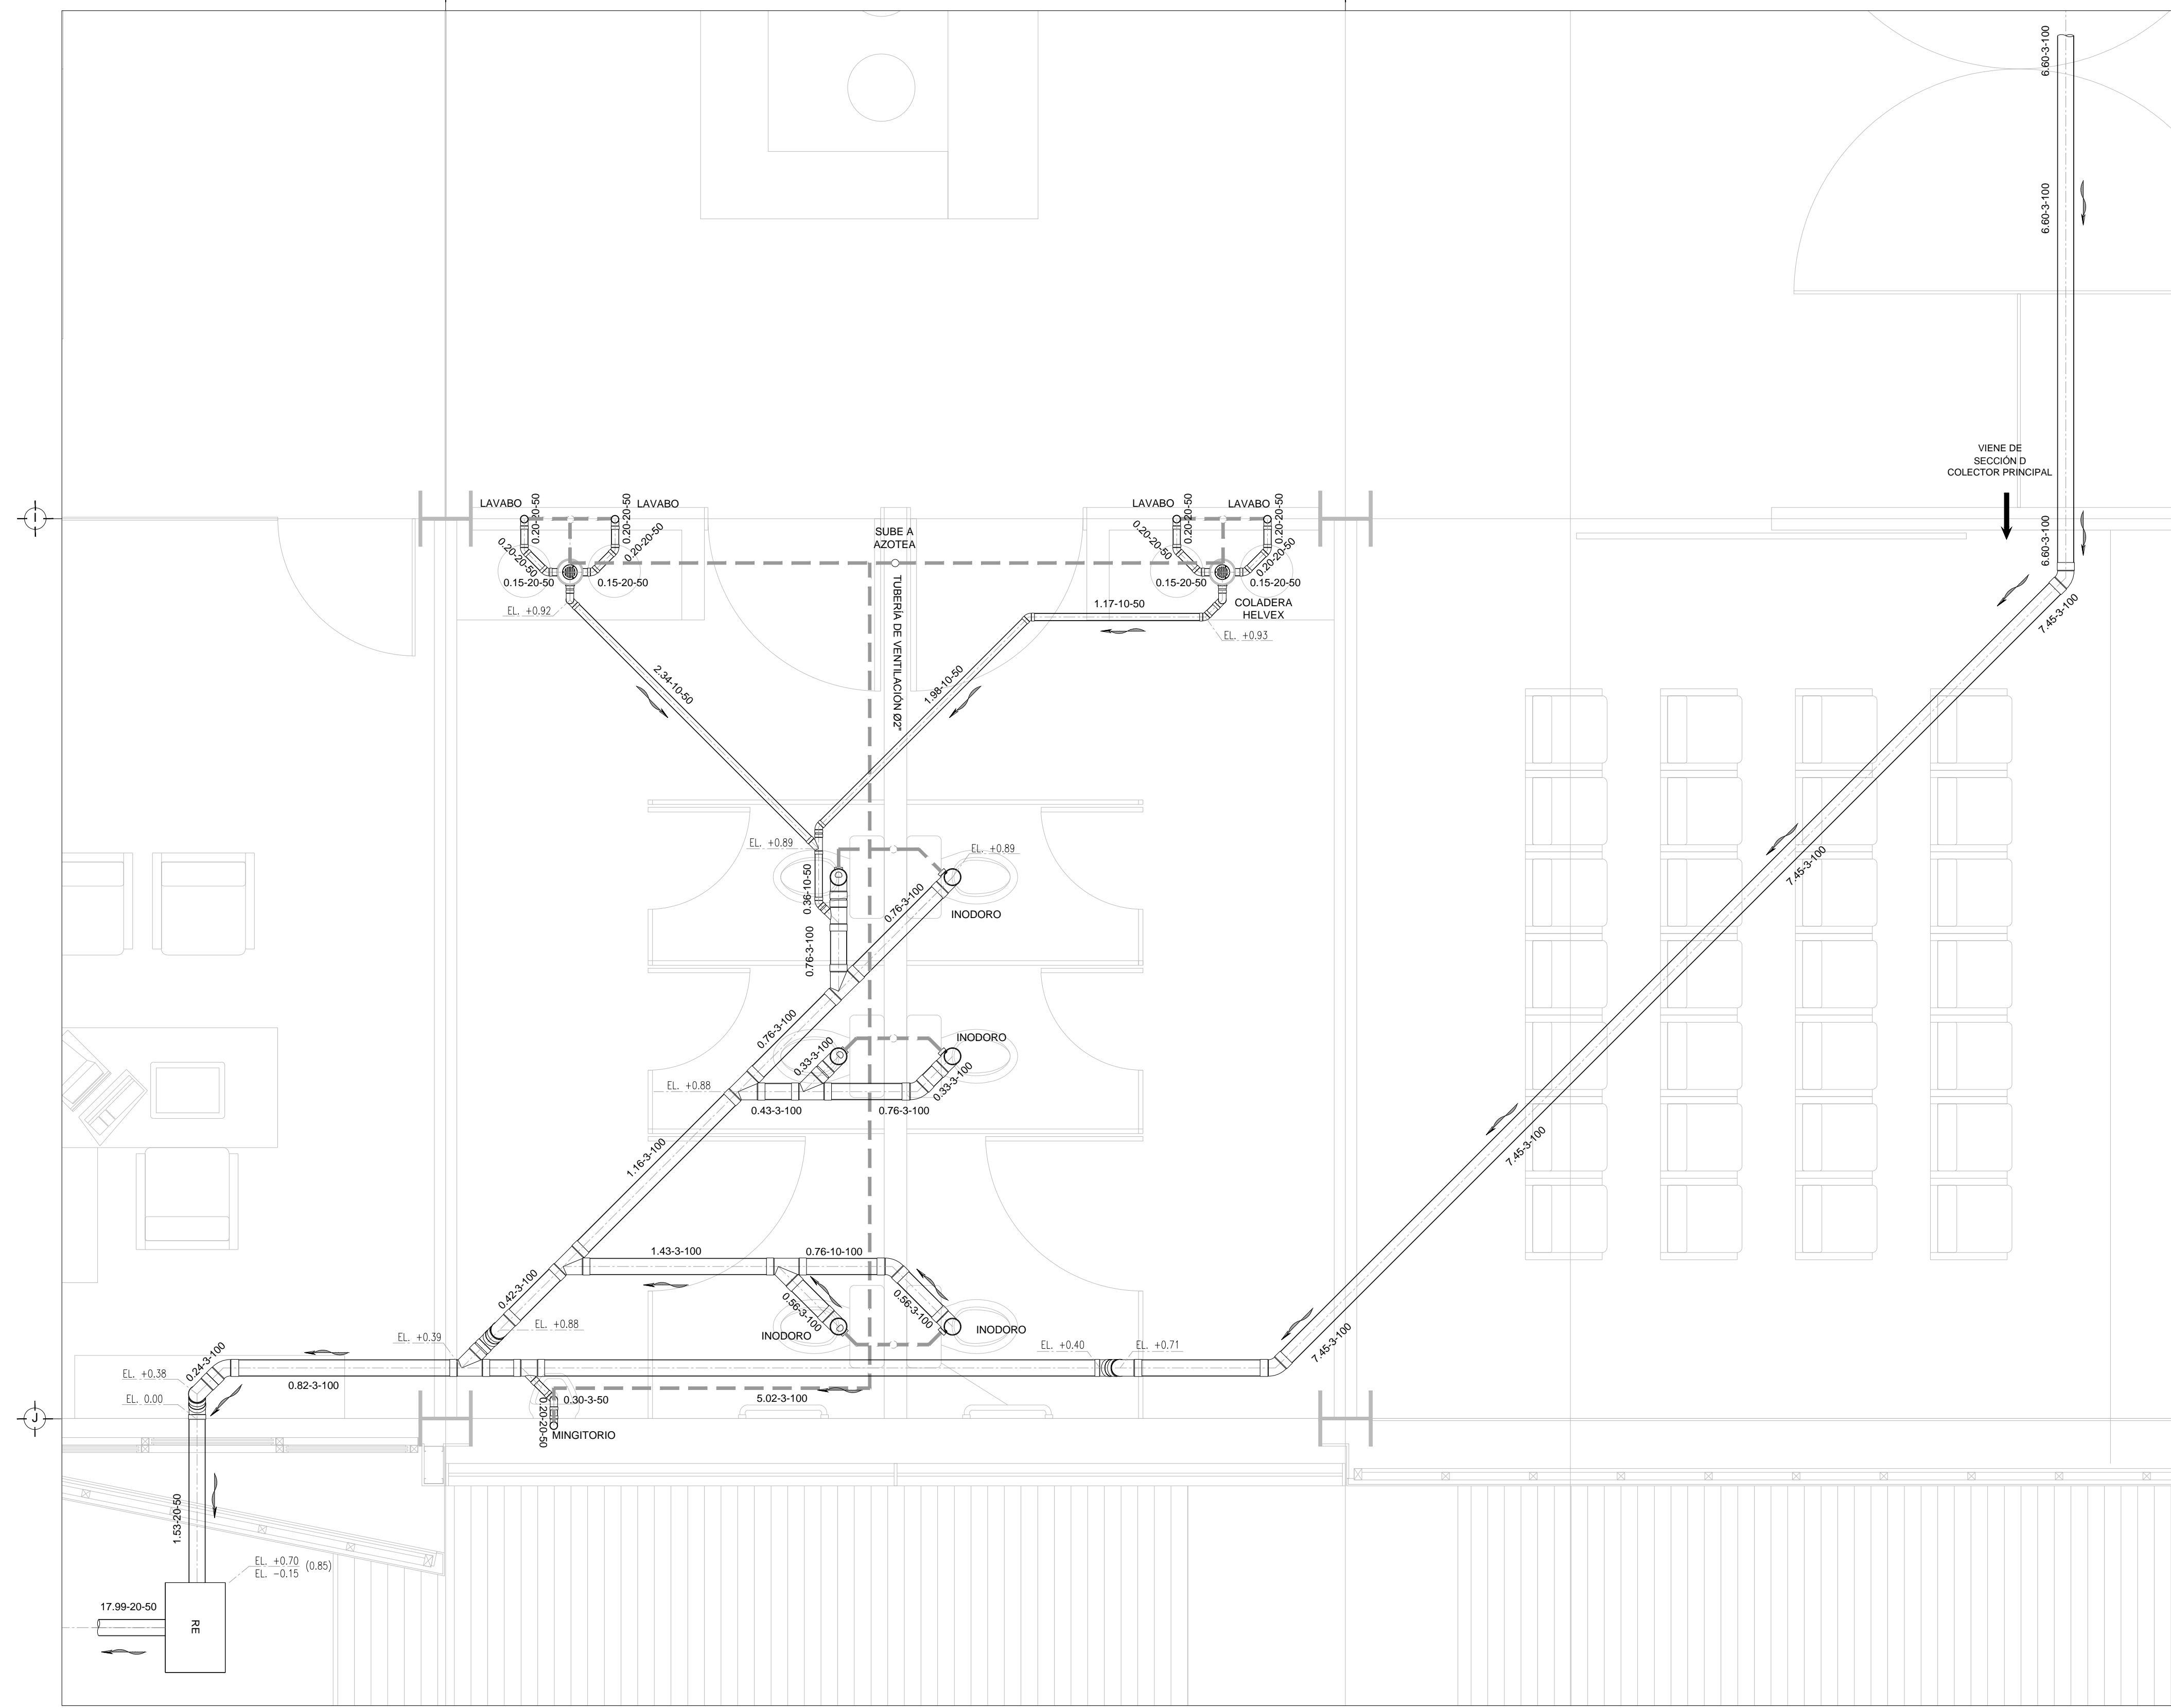 6.60-3-100
6.60-3-100
VIENE DE
SECCIÓN D
COLECTOR PRINCIPAL
6.60-3-100
I
LAVABO
0.20-20-50
0.20-20-50
LAVABO
LAVABO
0.20-20-50
LAVABO
0.20-20-50
0.20-20-50
0.20-20-50
0.20-20-50
0.20-20-50
SUBE A
AZOTEA
0.15-20-50
0.15-20-50
0.15-20-50
0.15-20-50
EL. +0.92
TUBERÍA DE VENTILACIÓN Ø2"
1.17-10-50
COLADERA
HELVEX
EL. +0.93
7.45-3-100
2.34-10-50
1.98-10-50
EL. +0.89
EL. +0.89
0.36-10-50
0.76-3-100
INODORO
7.45-3-100
0.76-3-100
0.76-3-100
INODORO
0.33-3-100
0.33-3-100
EL. +0.88
0.43-3-100
0.76-3-100
1.16-3-100
7.45-3-100
1.43-3-100
0.76-10-100
0.42-3-100
0.56-3-100
0.56-3-100
EL. +0.88
INODORO
INODORO
EL. +0.39
EL. +0.40
EL. +0.71
7.45-3-100
0.24-3-100
EL. +0.38
EL. 0.00
0.82-3-100
0.30-3-50
5.02-3-100
J
0.20-20-50
MINGITORIO
1.53-20-50
EL. +0.70
EL. -0.15
(0.85)
17.99-20-50
RE